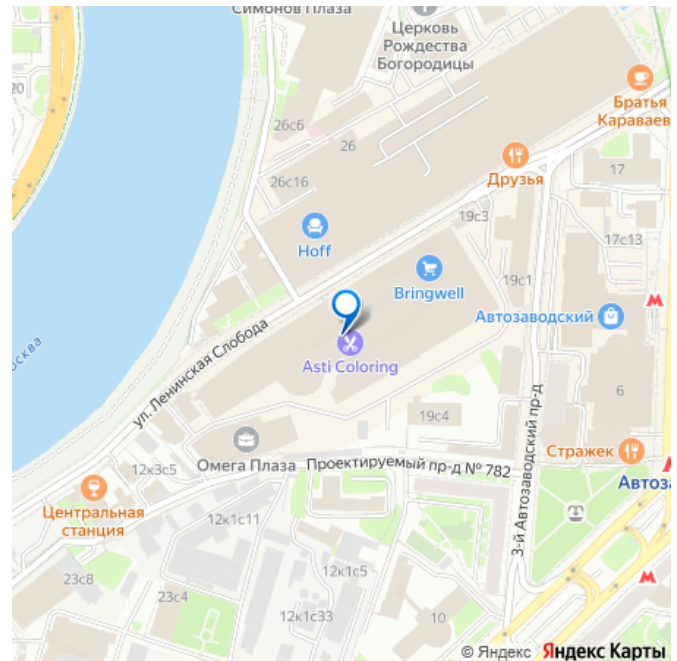 Симонов Плаза
Церковь
Рождества
Богородицы
20
26с6
26
Братья
Караваев
26с16
Друзья
17
19с3
Hoff
17с13
Bringwell
19с1
Автозаводский
ул. Ленинская Слобода
Asti Coloring
6
19с4
3-й Автозаводский пр-д
Стражек
Омега Плаза
Проектируемый пр-д № 782
12к3с5
Автоза
Центральная
станция
12к1с11
12к1с5
23с8
23с4
12к1с33
10
© Яндекс Яндекс Карты